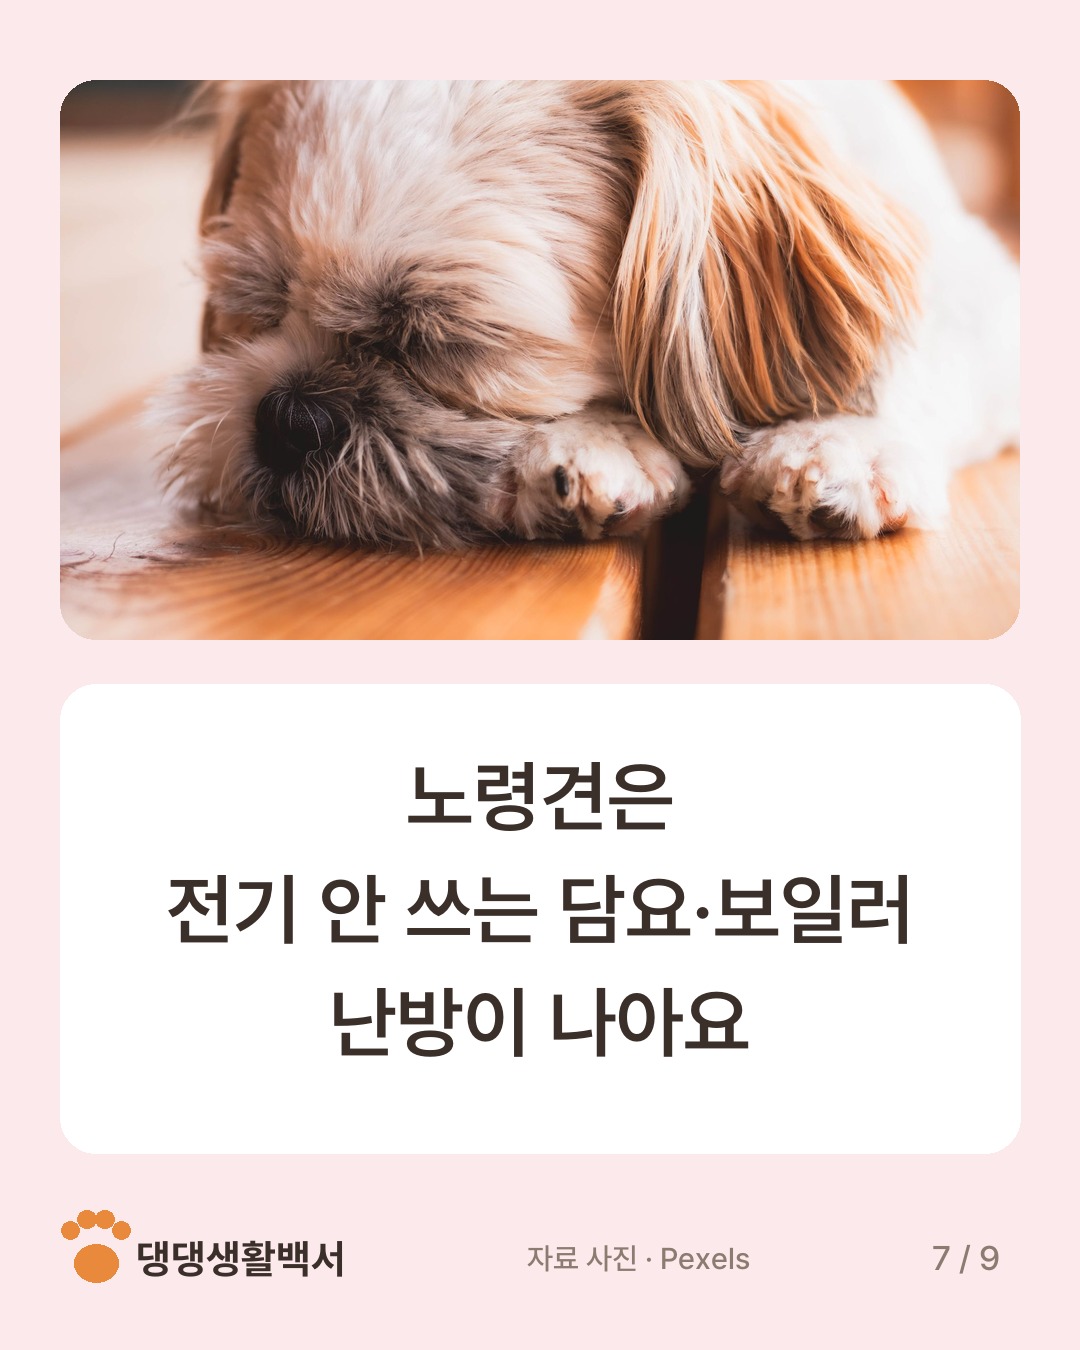 노령견은
전기 안 쓰는 담요·보일러
난방이 나아요
댕댕생활백서
자료 사진 · Pexels
7 / 9